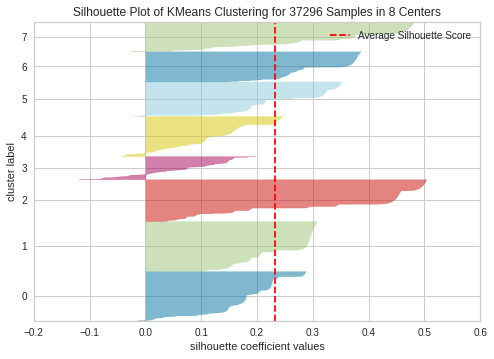 Silhouette Plot of KMeans Clustering for 37296 Samples in 8 Centers
Average Silhouette Score
cluster label
7
6
5
4
3
2
1
0
−0.2 −0.1 0.0 0.1 0.2 0.3 0.4 0.5 0.6
silhouette coefficient values